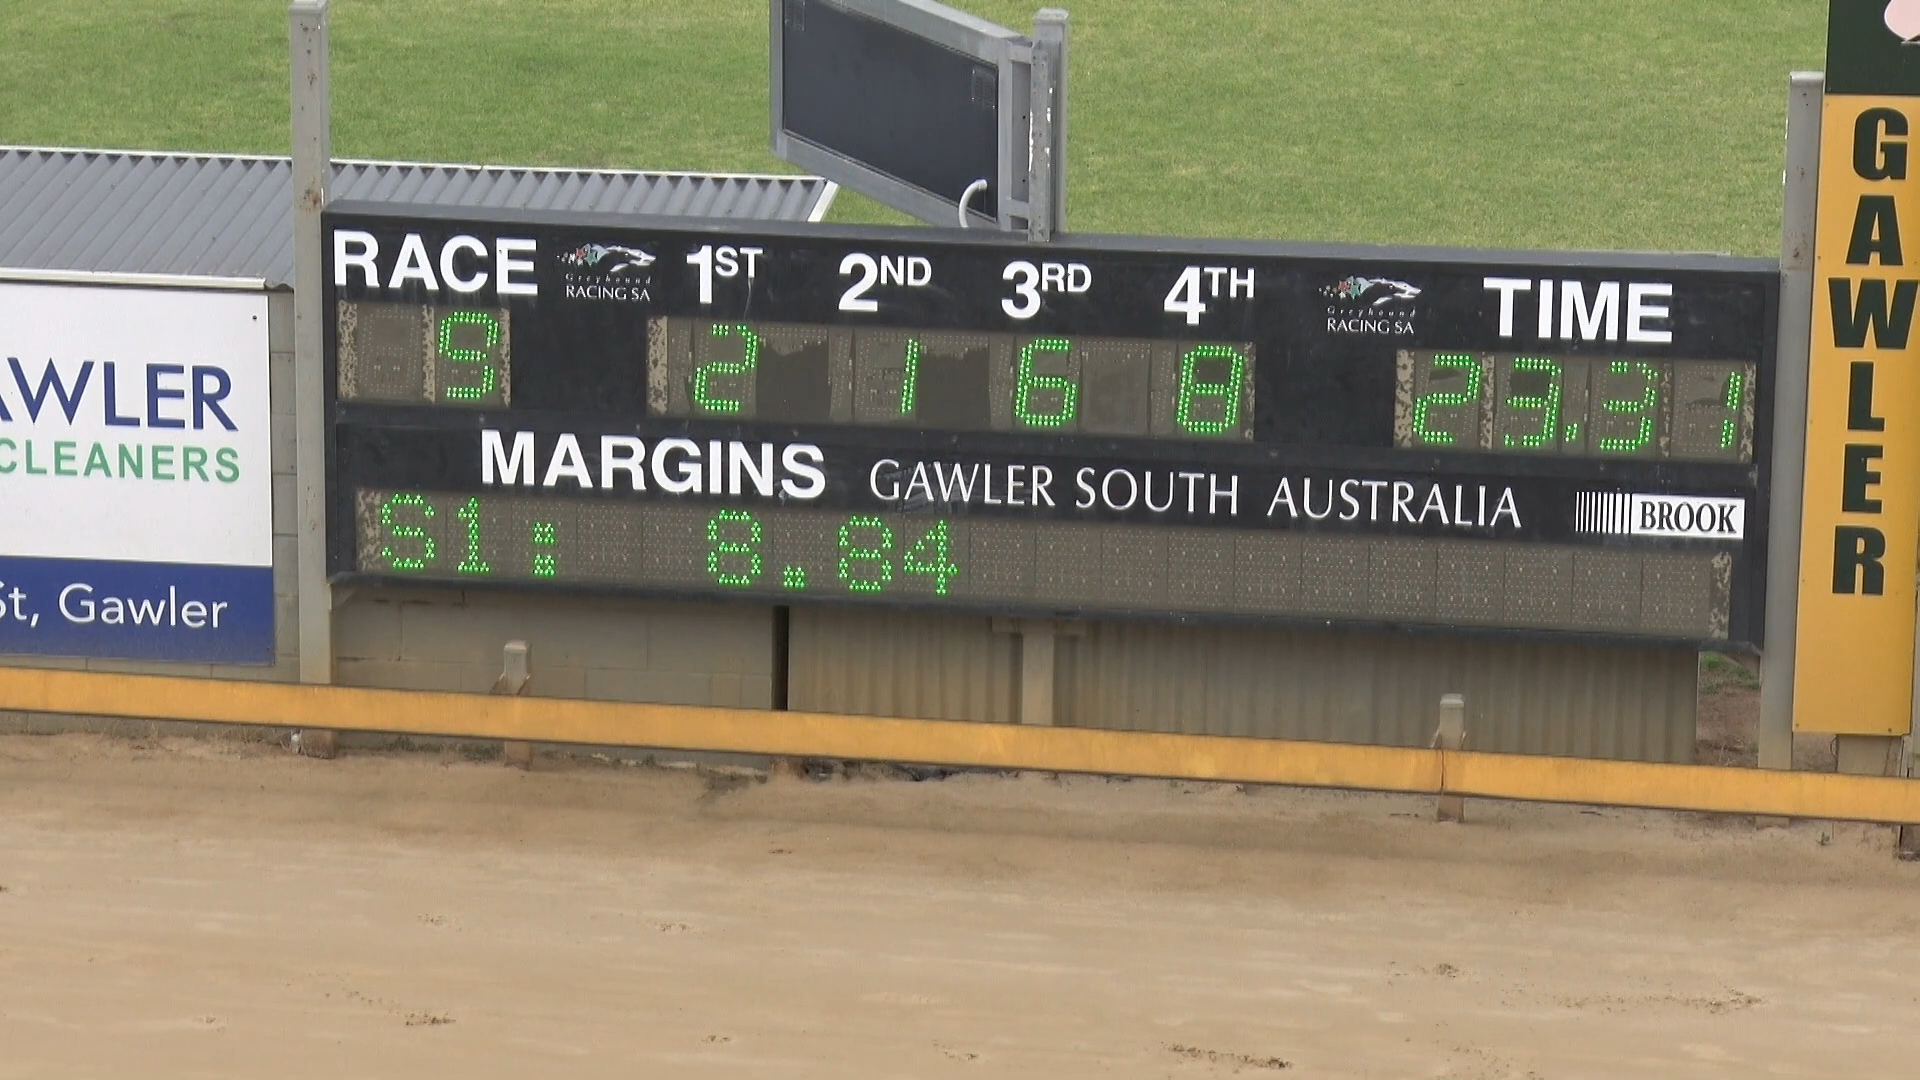 RACE 1ST 2ND 3RD 4TH TIME
Greyhound RACING SA
Greyhound RACING SA
9 2 1 6 8 23.31
MARGINS GAWLER SOUTH AUSTRALIA BROOK
S1: 8.84
AWLER
CLEANERS
St, Gawler
GAWLER